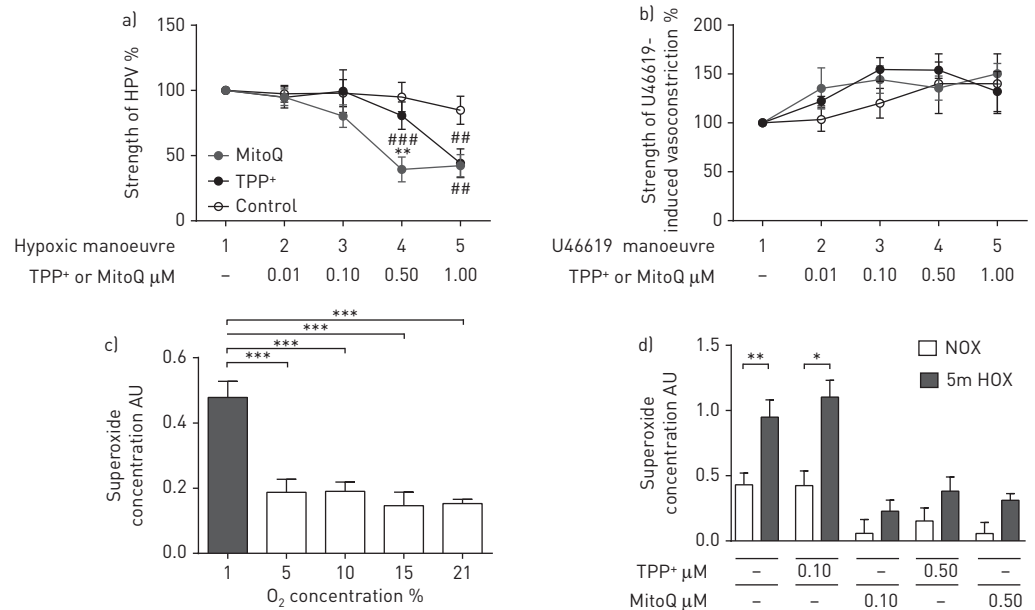 a)
150
100
50
0
Strength of HPV %
MitoQ
TPP+
Control
###
**
##
##
Hypoxic manoeuvre 1 2 3 4 5
TPP+ or MitoQ μM – 0.01 0.10 0.50 1.00
b)
200
150
100
50
0
Strength of U46619-
induced vasoconstriction %
U46619 manoeuvre 1 2 3 4 5
TPP+ or MitoQ μM – 0.01 0.10 0.50 1.00
c)
***
***
***
***
0.6
0.4
0.2
0.0
Superoxide
concentration AU
1 5 10 15 21
O2 concentration %
d)
NOX
5m HOX
** *
1.5
1.0
0.5
0.0
Superoxide
concentration AU
TPP+ μM – 0.10 – 0.50 –
MitoQ μM – – 0.10 – 0.50